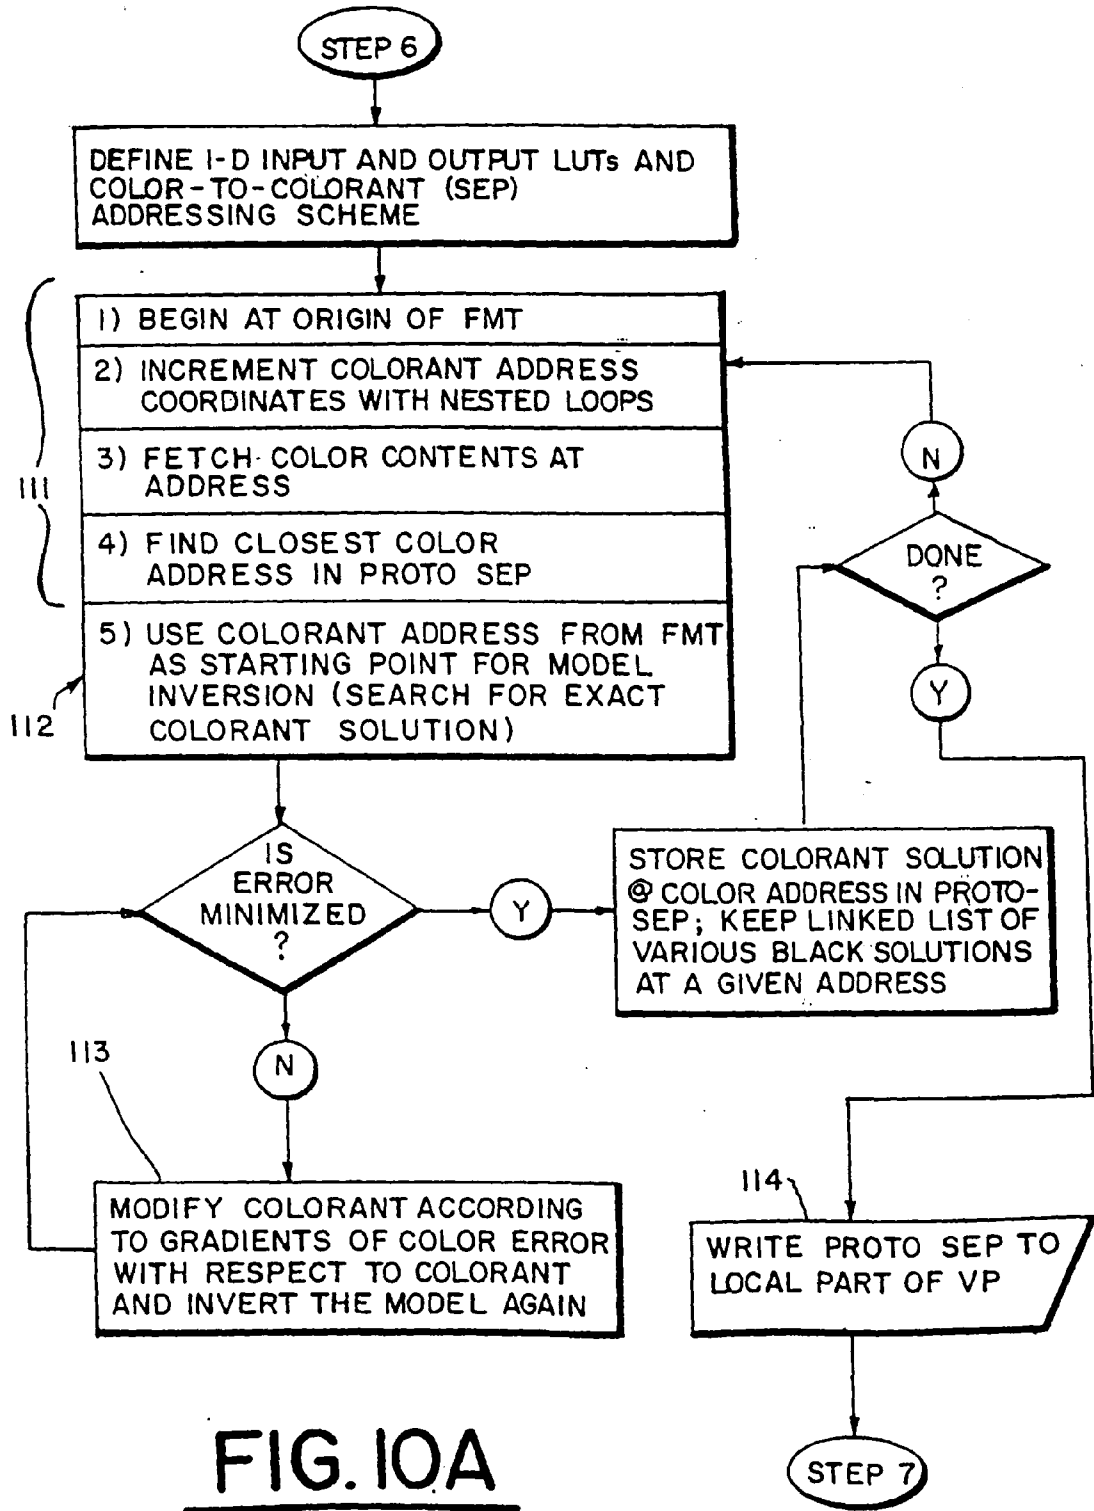 STEP 6
DEFINE 1-D INPUT AND OUTPUT LUTs AND
COLOR-TO-COLORANT (SEP)
ADDRESSING SCHEME
111
1) BEGIN AT ORIGIN OF FMT
2) INCREMENT COLORANT ADDRESS
COORDINATES WITH NESTED LOOPS
3) FETCH COLOR CONTENTS AT
ADDRESS
4) FIND CLOSEST COLOR
ADDRESS IN PROTO SEP
5) USE COLORANT ADDRESS FROM FMT
AS STARTING POINT FOR MODEL
INVERSION (SEARCH FOR EXACT
COLORANT SOLUTION)
112
N
DONE
?
Y
IS
ERROR
MINIMIZED
?
Y
STORE COLORANT SOLUTION
@ COLOR ADDRESS IN PROTO-
SEP; KEEP LINKED LIST OF
VARIOUS BLACK SOLUTIONS
AT A GIVEN ADDRESS
N
113
MODIFY COLORANT ACCORDING
TO GRADIENTS OF COLOR ERROR
WITH RESPECT TO COLORANT
AND INVERT THE MODEL AGAIN
114
WRITE PROTO SEP TO
LOCAL PART OF VP
STEP 7
FIG. 10A